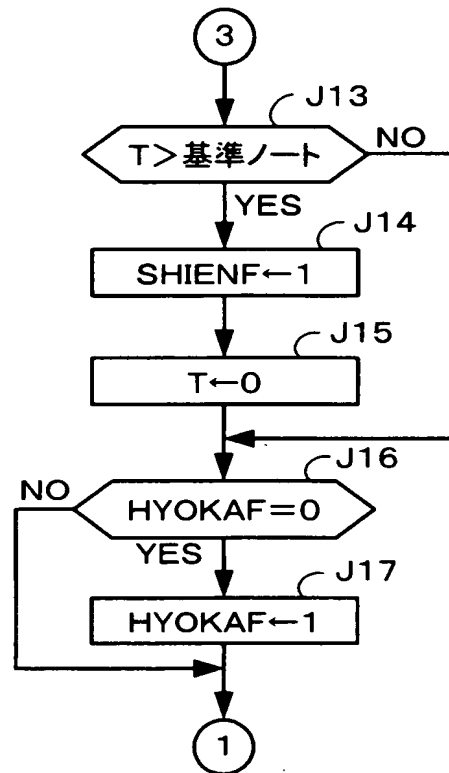 3
J13
T>基準ノート
NO
YES
J14
SHIENF←1
J15
T←0
J16
NO
HYOKAF=0
YES
J17
HYOKAF←1
1